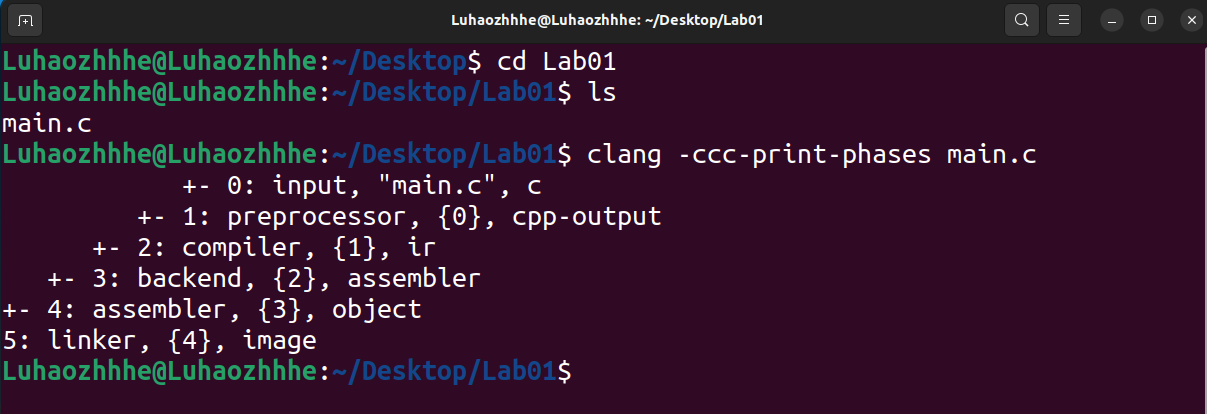 Luhaozhhhe@Luhaozhhhe: ~/Desktop/Lab01
Luhaozhhhe@Luhaozhhhe:~/Desktop$ cd Lab01
Luhaozhhhe@Luhaozhhhe:~/Desktop/Lab01$ ls
main.c
Luhaozhhhe@Luhaozhhhe:~/Desktop/Lab01$ clang -ccc-print-phases main.c
            +- 0: input, "main.c", c
         +- 1: preprocessor, {0}, cpp-output
      +- 2: compiler, {1}, ir
   +- 3: backend, {2}, assembler
+- 4: assembler, {3}, object
5: linker, {4}, image
Luhaozhhhe@Luhaozhhhe:~/Desktop/Lab01$